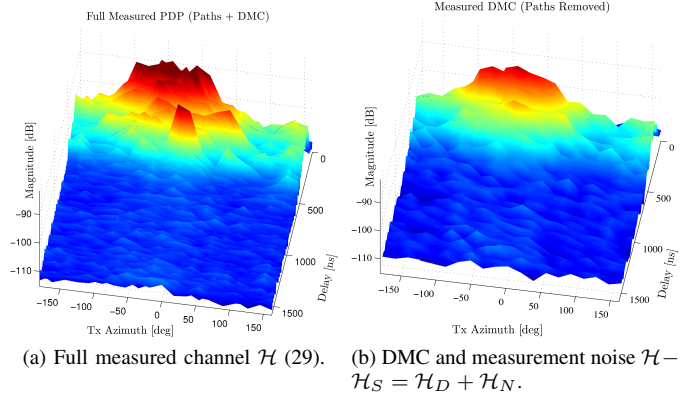 Full Measured PDP (Paths + DMC)
Magnitude [dB]
−90
−100
−110
−150
−100
−50
0
50
100
150
Tx Azimuth [deg]
0
500
1000
1500
Delay [ns]
(a) Full measured channel H (29).
Measured DMC (Paths Removed)
Magnitude [dB]
−90
−100
−110
−150
−100
−50
0
50
100
150
Tx Azimuth [deg]
0
500
1000
1500
Delay [ns]
(b) DMC and measurement noise H−
H_S = H_D + H_N.